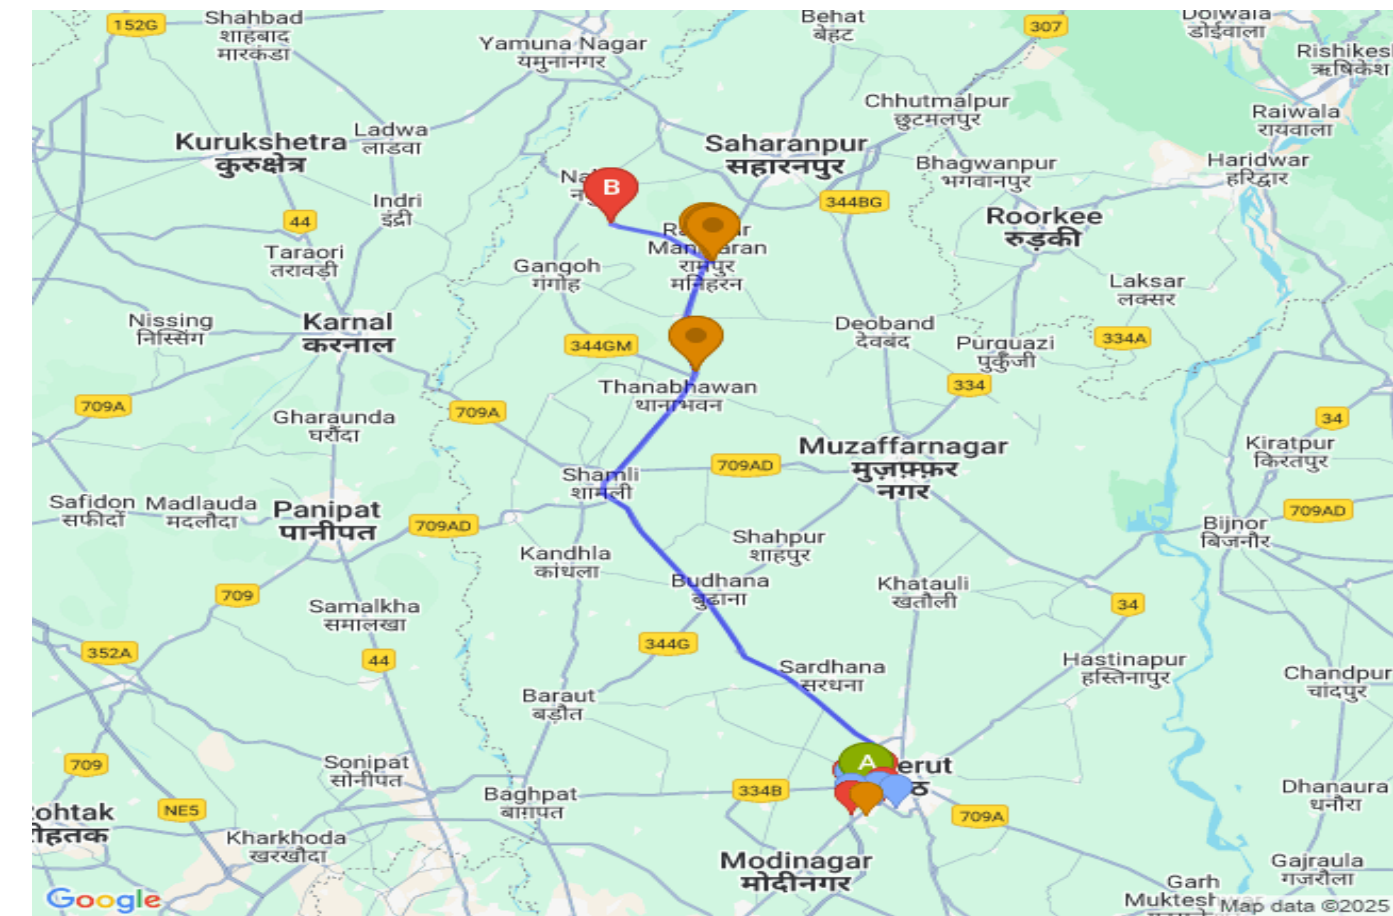 152G
Shahbad
शाहबाद
मारकंडा
Yamuna Nagar
यमुनानगर
Behat
बेहट
307
Doiwala
डोईवाला
Rishikesh
ऋषिकेश
Chhutmalpur
छुटमलपुर
Raiwala
रायवाला
Kurukshetra
कुरुक्षेत्र
Ladwa
लाडवा
Saharanpur
सहारनपुर
Bhagwanpur
भगवानपुर
Haridwar
हरिद्वार
B
344BG
Indri
इंद्री
44
Roorkee
रुड़की
Taraori
तरावड़ी
Gangoh
गंगोह
रामपुर
मनिहरन
Laksar
लक्सर
Nissing
निस्सिंग
Karnal
करनाल
344GM
Deoband
देवबंद
Purquazi
पुर्कुजी
334A
334
Thanabhawan
थानाभवन
709A
709A
Gharaunda
घरौंदा
34
Muzaffarnagar
मुज़फ़्फ़र
नगर
Kiratpur
किरतपुर
Shamli
शामली
709AD
Safidon
सफीदों
Madlauda
मदलौदा
Panipat
पानीपत
709AD
709AD
Bijnor
बिजनौर
Shahpur
शाहपुर
Kandhla
कांधला
Budhana
बुढाना
Khatauli
खतौली
709
Samalkha
समालखा
34
352A
44
344G
Sardhana
सरधना
Hastinapur
हस्तिनापुर
Chandpur
चांदपुर
Baraut
बड़ौत
709
Sonipat
सोनीपत
A
334B
Baghpat
बागपत
Dhanaura
धनौरा
NE5
709A
Kharkhoda
खरखौदा
Modinagar
मोदीनगर
Gajraula
गजरौला
Garh
Google
Map data ©2025